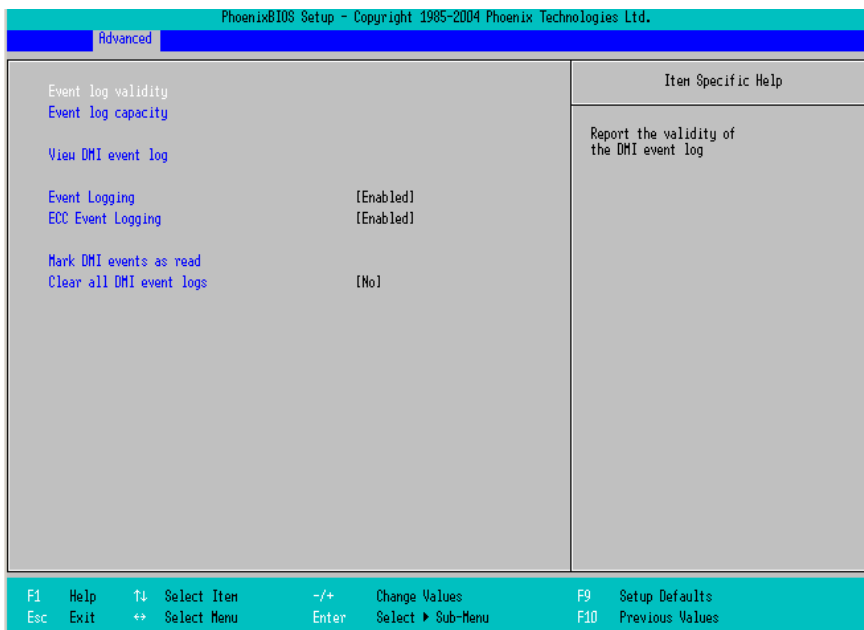 PhoenixBIOS Setup - Copyright 1985-2004 Phoenix Technologies Ltd.
Advanced
Event log validity
Event log capacity
View DMI event log
Event Logging [Enabled]
ECC Event Logging [Enabled]
Mark DMI events as read
Clear all DMI event logs [No]
Item Specific Help
Report the validity of
the DMI event log
F1 Help ↑↓ Select Item -/+ Change Values F9 Setup Defaults
Esc Exit ↔ Select Menu Enter Select ▶ Sub-Menu F10 Previous Values